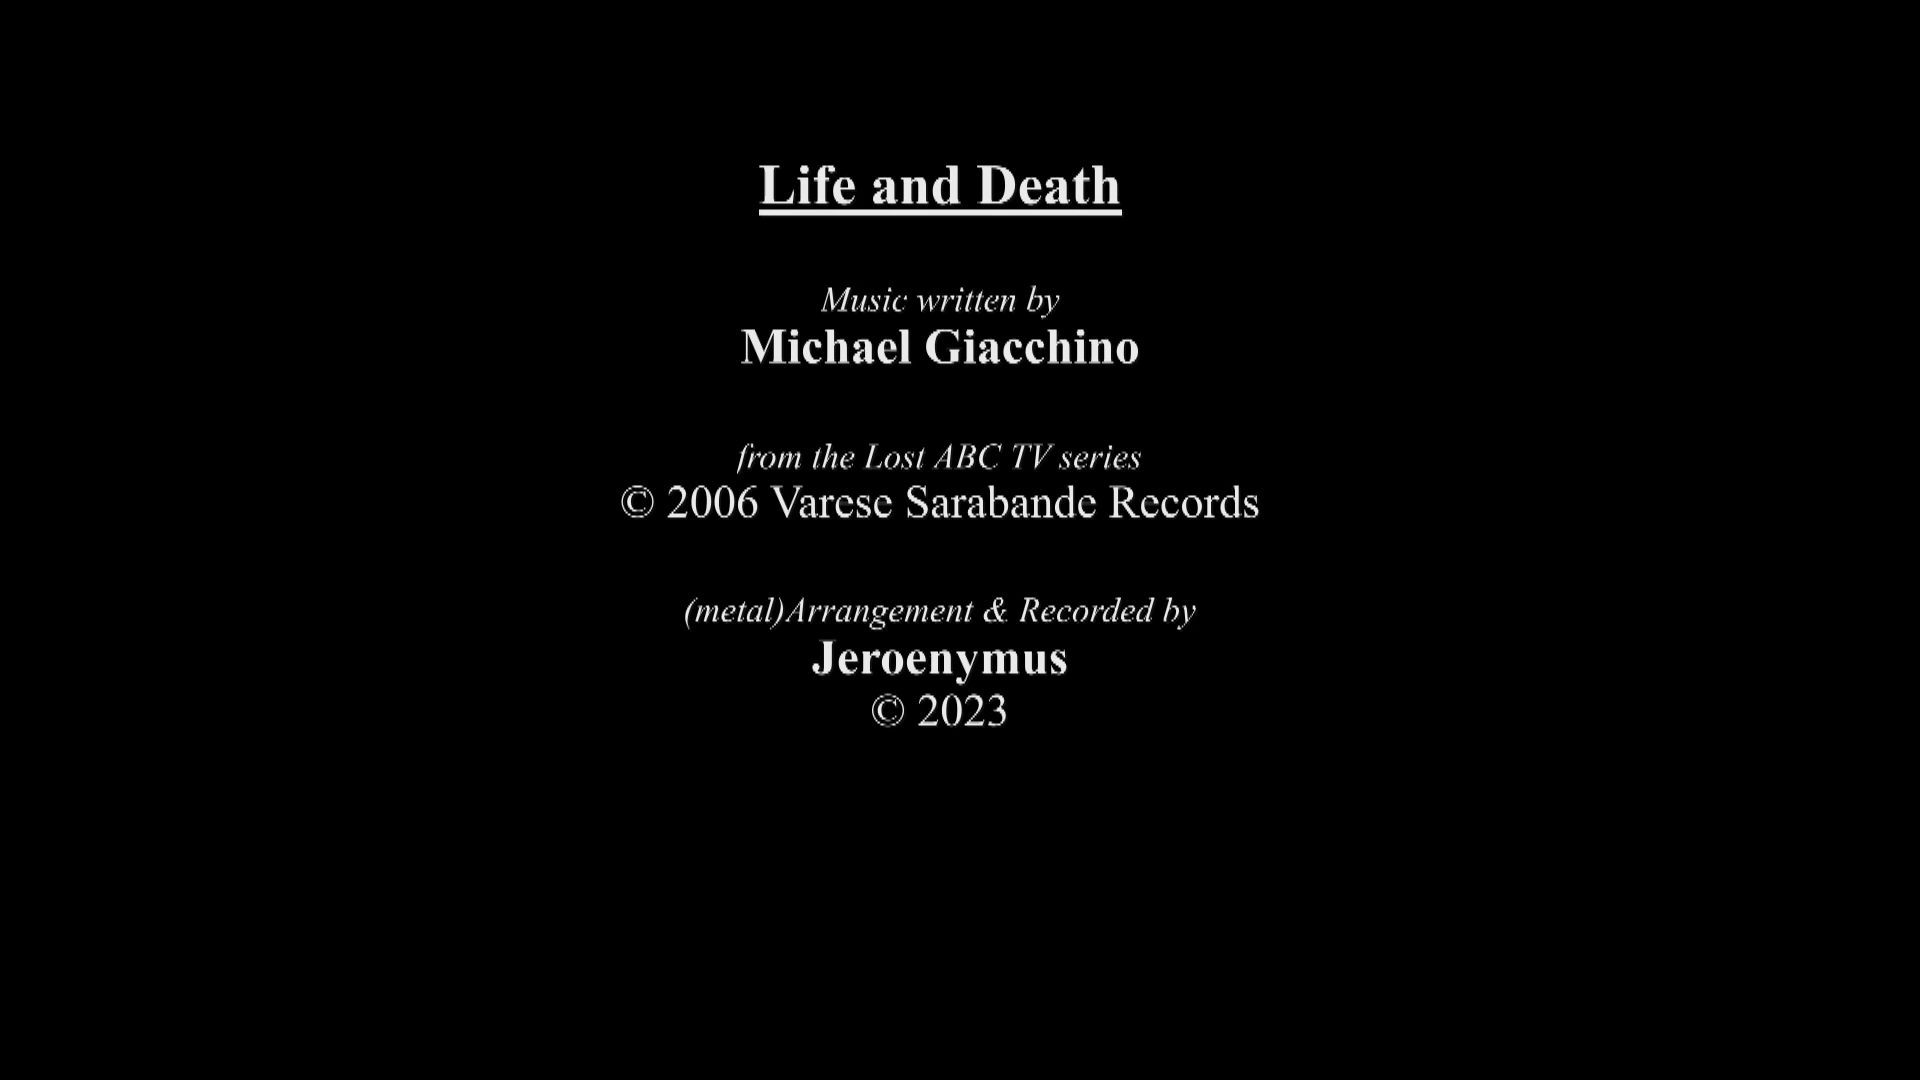 Life and Death
Music written by
Michael Giacchino
from the Lost ABC TV series
© 2006 Varese Sarabande Records
(metal)Arrangement & Recorded by
Jeroenymus
© 2023